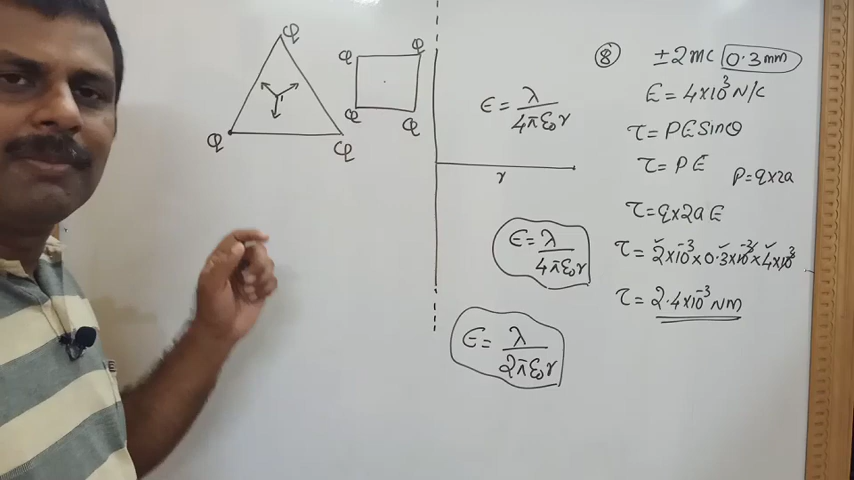 Q
Q
Q
Q
Q
Q
Q
Q
E = λ / 4πε₀r
r
E = λ / 4πε₀r
E = λ / 2πε₀r
8 ±2mc 0.3mm
E = 4×10³ N/C
τ = PE Sinθ
τ = PE P = q×2a
τ = q×2a E
τ = 2×10⁻³×0.3×10⁻³×4×10³
τ = 2.4×10⁻³ Nm